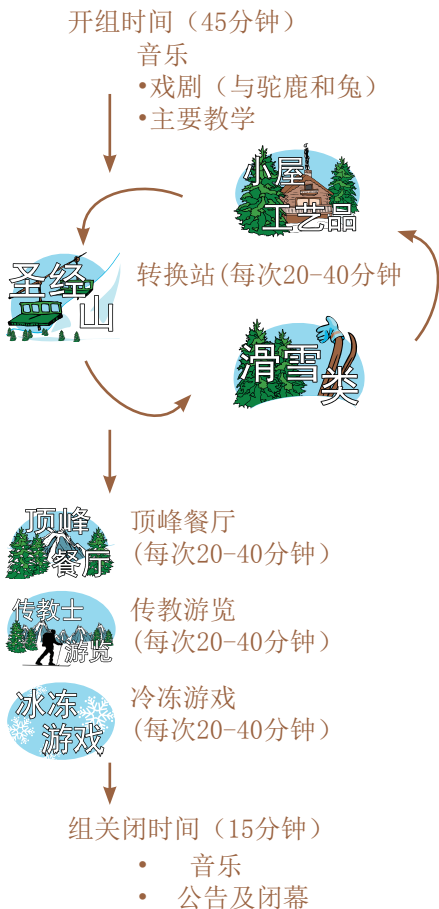 开组时间（45分钟）
音乐
•戏剧（与驼鹿和兔）
•主要教学
小屋
工艺品
圣经
山
转换站(每次20-40分钟
滑雪
类
顶峰
餐厅
顶峰餐厅
(每次20-40分钟）
传教士
游览
传教游览
(每次20-40分钟）
冰冻
游戏
冷冻游戏
(每次20-40分钟）
组关闭时间（15分钟）
• 音乐
• 公告及闭幕